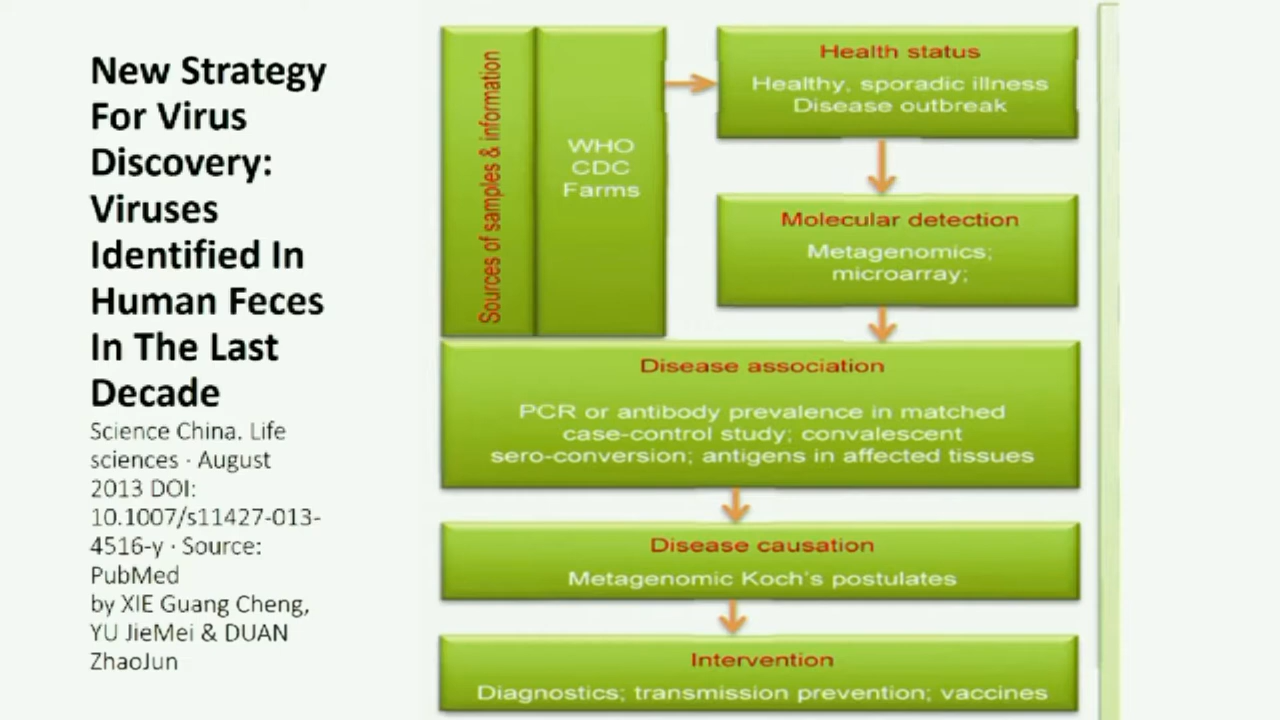 New Strategy
For Virus
Discovery:
Viruses
Identified In
Human Feces
In The Last
Decade
Science China. Life
sciences · August
2013 DOI:
10.1007/s11427-013-
4516-y · Source:
PubMed
by XIE Guang Cheng,
YU JieMei & DUAN
ZhaoJun
Sources of samples & information
WHO
CDC
Farms
Health status
Healthy, sporadic illness
Disease outbreak
Molecular detection
Metagenomics;
microarray;
Disease association
PCR or antibody prevalence in matched
case-control study; convalescent
sero-conversion; antigens in affected tissues
Disease causation
Metagenomic Koch's postulates
Intervention
Diagnostics; transmission prevention; vaccines